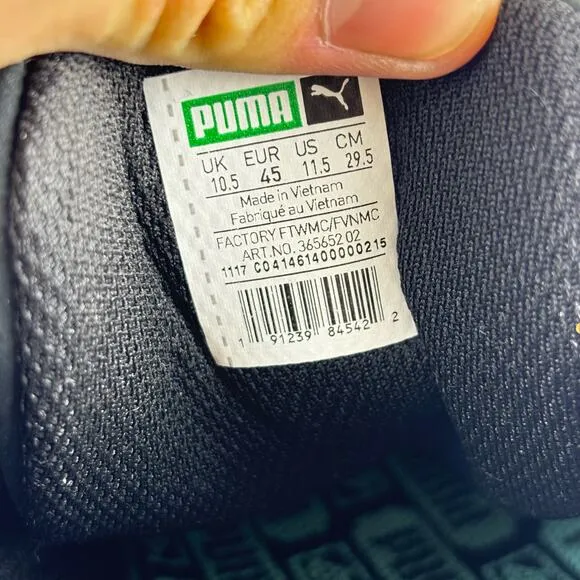 PUMA
UK EUR US CM
10.5 45 11.5 29.5
Made in Vietnam
Fabriqué au Vietnam
FACTORY FTWMC/FVNMC
ART.NO. 365652 02
1117 C041461400000215
1 91239 84542 2